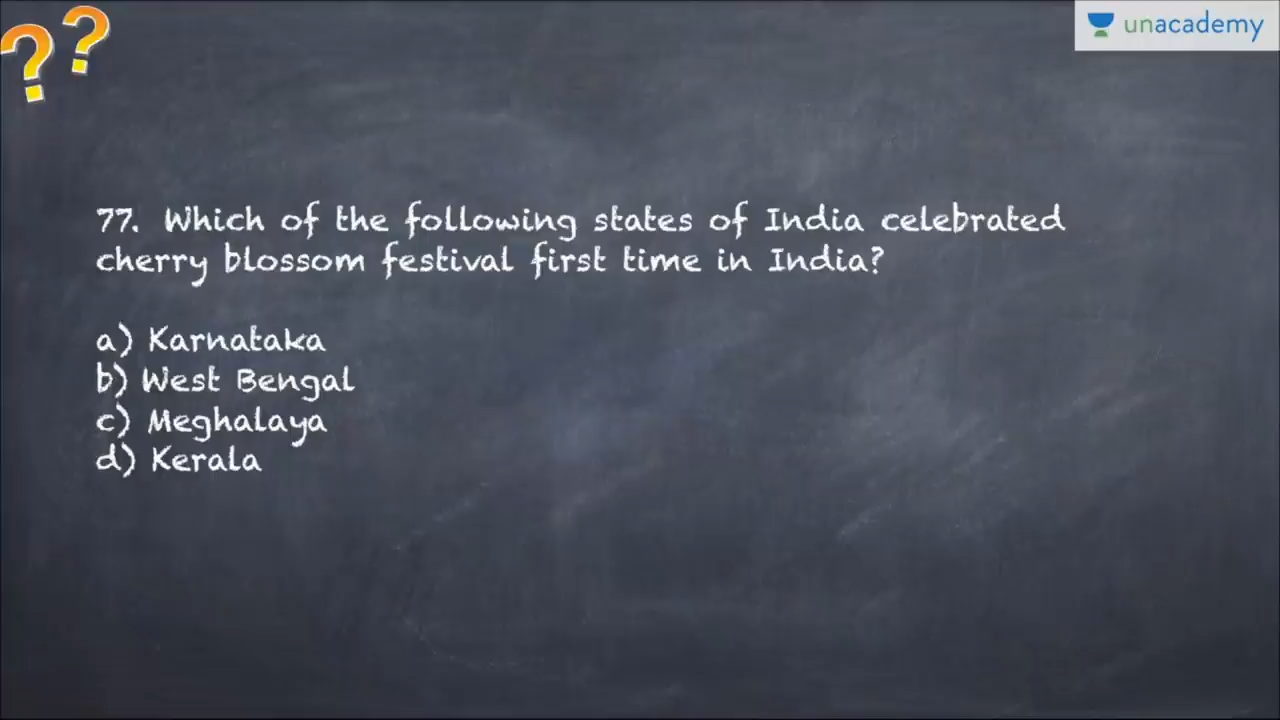 unacademy
77. Which of the following states of India celebrated
cherry blossom festival first time in India?
a) Karnataka
b) West Bengal
c) Meghalaya
d) Kerala